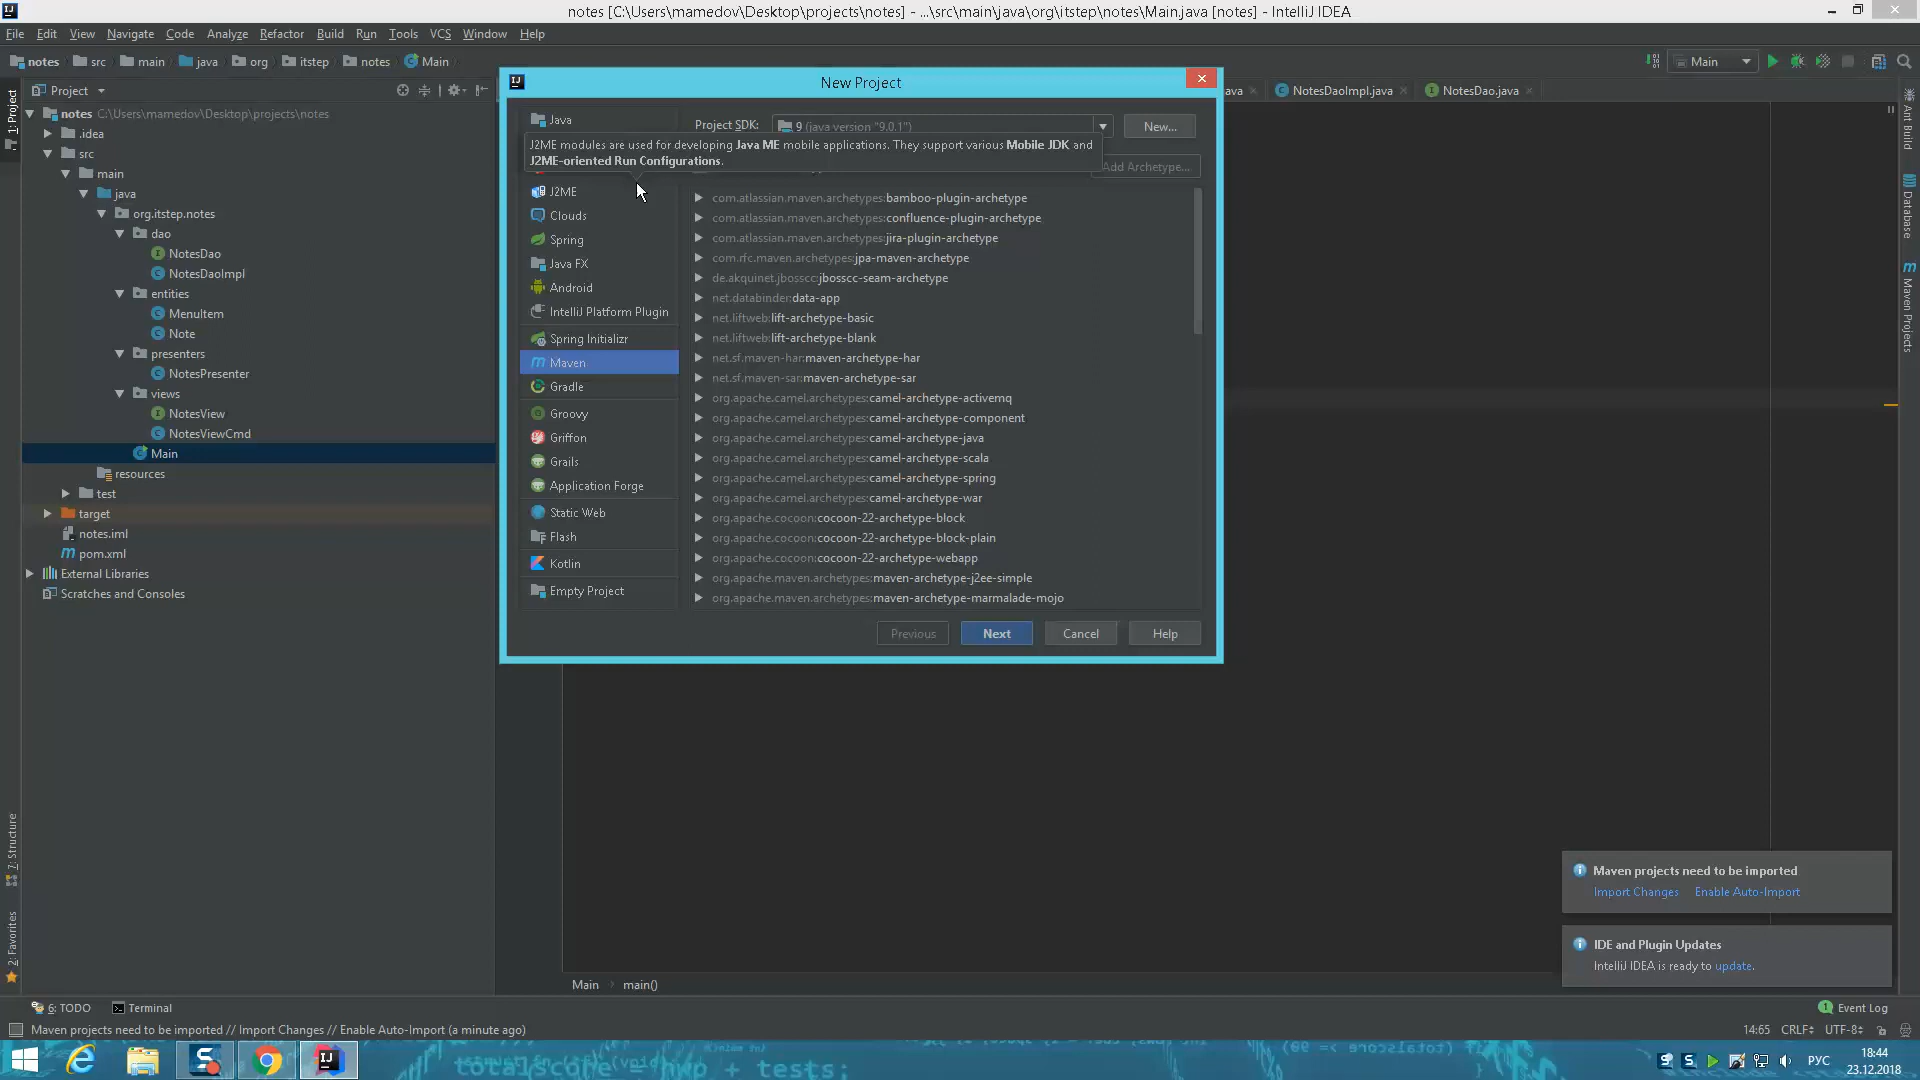 notes [C:\Users\mamedov\Desktop\projects\notes] - ...\src\main\java\org\itstep\notes\Main.java [notes] - IntelliJ IDEA
File Edit View Navigate Code Analyze Refactor Build Run Tools VCS Window Help
notes src main java org itstep notes Main
Main
1: Project
Project
notes C:\Users\mamedov\Desktop\projects\notes
.idea
src
main
java
org.itstep.notes
dao
NotesDao
NotesDaoImpl
entities
MenuItem
Note
presenters
NotesPresenter
views
NotesView
NotesViewCmd
Main
resources
test
target
notes.iml
pom.xml
External Libraries
Scratches and Consoles
7: Structure
2: Favorites
ava
NotesDaoImpl.java
NotesDao.java
New Project
Java
J2ME modules are used for developing Java ME mobile applications. They support various Mobile JDK and
J2ME-oriented Run Configurations.
J2ME
Clouds
Spring
Java FX
Android
IntelliJ Platform Plugin
Spring Initializr
Maven
Gradle
Groovy
Griffon
Grails
Application Forge
Static Web
Flash
Kotlin
Empty Project
Project SDK: 9 (java version "9.0.1") New...
Add Archetype...
com.atlassian.maven.archetypes:bamboo-plugin-archetype
com.atlassian.maven.archetypes:confluence-plugin-archetype
com.atlassian.maven.archetypes:jira-plugin-archetype
com.rfc.maven.archetypes:jpa-maven-archetype
de.akquinet.jbosscc:jbosscc-seam-archetype
net.databinder:data-app
net.liftweb:lift-archetype-basic
net.liftweb:lift-archetype-blank
net.sf.maven-har:maven-archetype-har
net.sf.maven-sar:maven-archetype-sar
org.apache.camel.archetypes:camel-archetype-activemq
org.apache.camel.archetypes:camel-archetype-component
org.apache.camel.archetypes:camel-archetype-java
org.apache.camel.archetypes:camel-archetype-scala
org.apache.camel.archetypes:camel-archetype-spring
org.apache.camel.archetypes:camel-archetype-war
org.apache.cocoon:cocoon-22-archetype-block
org.apache.cocoon:cocoon-22-archetype-block-plain
org.apache.cocoon:cocoon-22-archetype-webapp
org.apache.maven.archetypes:maven-archetype-j2ee-simple
org.apache.maven.archetypes:maven-archetype-marmalade-mojo
Previous Next Cancel Help
Ant Build
Database
Maven Projects
Maven projects need to be imported
Import Changes Enable Auto-Import
IDE and Plugin Updates
IntelliJ IDEA is ready to update.
Main main()
6: TODO Terminal
1 Event Log
Maven projects need to be imported // Import Changes // Enable Auto-Import (a minute ago)
14:65 CRLF UTF-8
РУС
18:44
23.12.2018